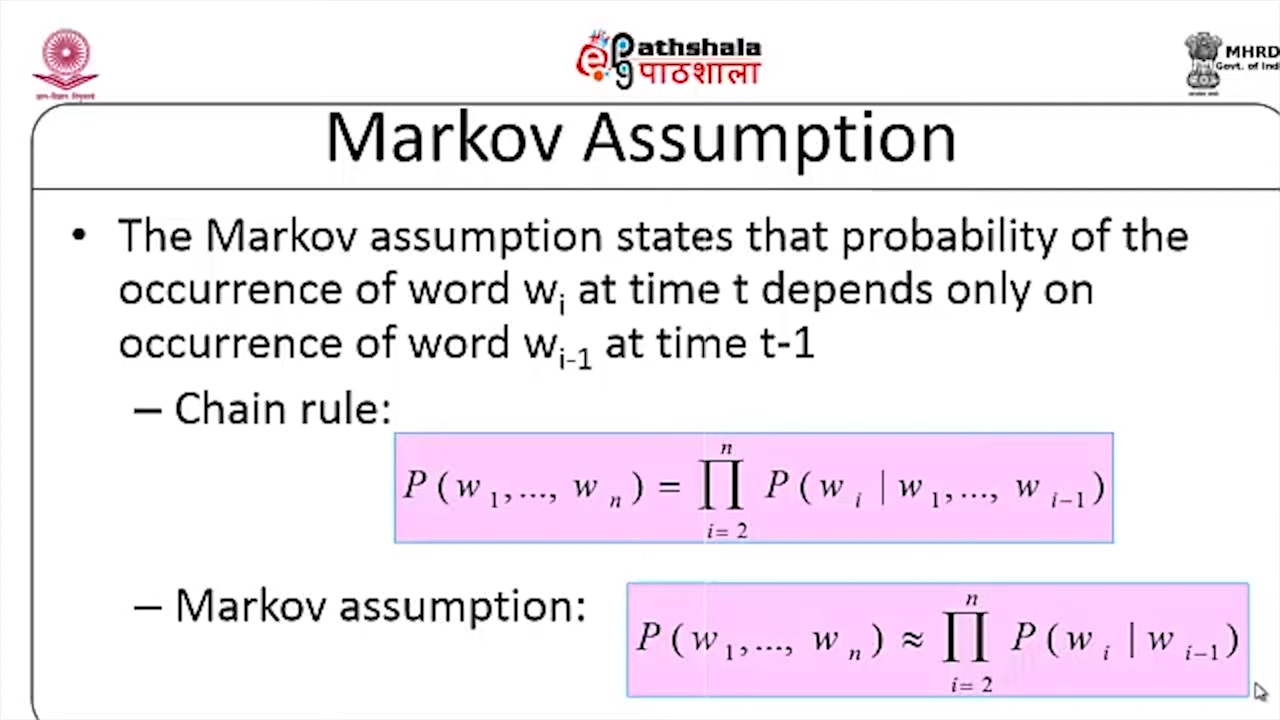 ePathshala
पाठशाला
MHRD
Govt. of Indi
Markov Assumption
• The Markov assumption states that probability of the
occurrence of word wᵢ at time t depends only on
occurrence of word wᵢ₋₁ at time t-1
– Chain rule:
P(w₁,..., wₙ) = ∏ⁿᵢ₌₂ P(wᵢ | w₁,..., wᵢ₋₁)
– Markov assumption:
P(w₁,..., wₙ) ≈ ∏ⁿᵢ₌₂ P(wᵢ | wᵢ₋₁)